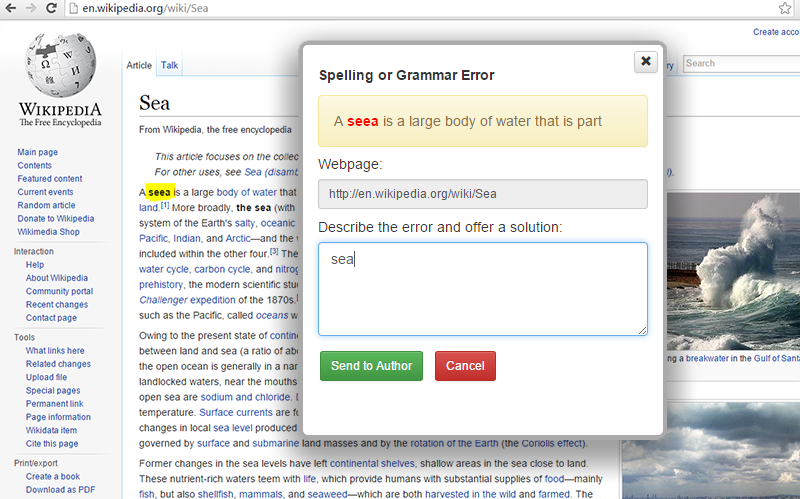 en.wikipedia.org/wiki/Sea
Create acco
WIKIPEDIA
The Free Encyclopedia
Main page
Contents
Featured content
Current events
Random article
Donate to Wikipedia
Wikimedia Shop
Interaction
Help
About Wikipedia
Community portal
Recent changes
Contact page
Tools
What links here
Related changes
Upload file
Special pages
Permanent link
Page information
Wikidata item
Cite this page
Print/export
Create a book
Download as PDF
Article Talk
ry
Search
Sea
From Wikipedia, the free encyclopedia
This article focuses on the collec
For other uses, see Sea (disamb
A seea is a large body of water that
land.[1] More broadly, the sea (with
system of the Earth's salty, oceanic
Pacific, Indian, and Arctic—and the
included within the other four.[3] The
water cycle, carbon cycle, and nitrog
prehistory, the modern scientific stud
Challenger expedition of the 1870s.
such as the Pacific, called oceans w
Owing to the present state of contine
between land and sea (a ratio of abo
the open ocean is generally in a nar
landlocked waters, near the mouths
open sea are sodium and chloride.
temperature. Surface currents are fo
changes in local sea level produced
governed by surface and submarine land masses and by the rotation of the Earth (the Coriolis effect).
Former changes in the sea levels have left continental shelves, shallow areas in the sea close to land.
These nutrient-rich waters teem with life, which provide humans with substantial supplies of food—mainly
fish, but also shellfish, mammals, and seaweed—which are both harvested in the wild and farmed. The
Spelling or Grammar Error
A seea is a large body of water that is part
Webpage:
http://en.wikipedia.org/wiki/Sea
Describe the error and offer a solution:
sea
Send to Author
Cancel
).
ng a breakwater in the Gulf of Santa